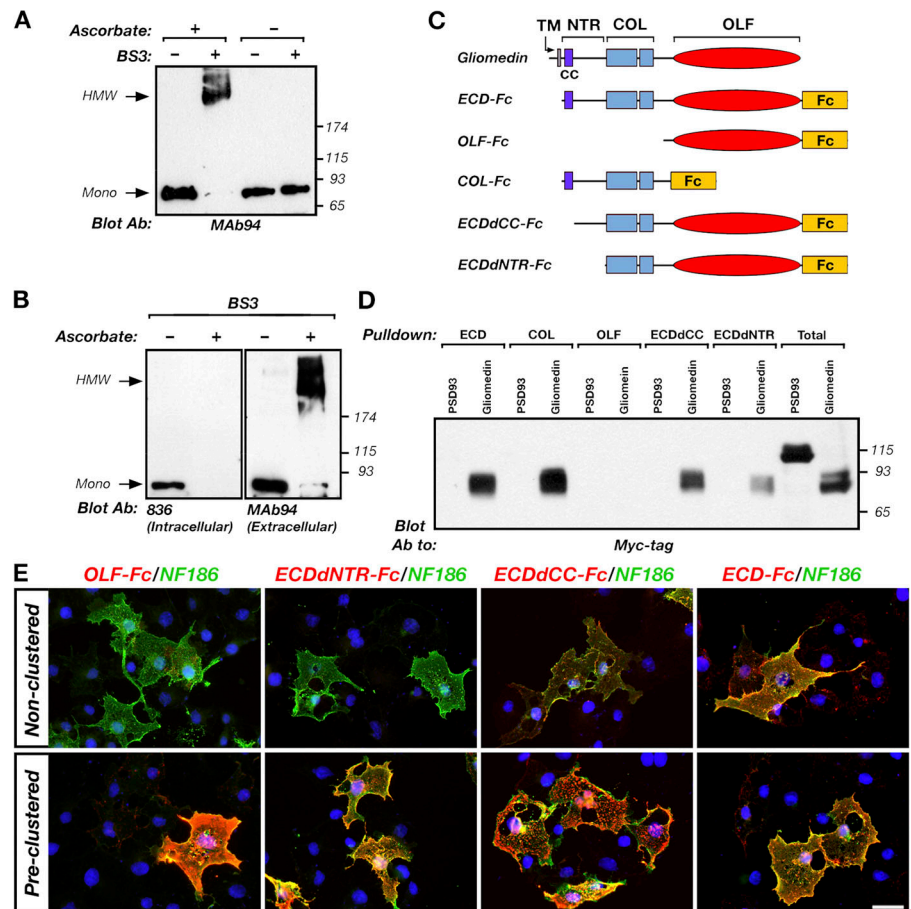 A
Ascorbate: + –
BS3: – + – +
HMW
174
115
93
Mono
65
Blot Ab: MAb94
B
BS3
Ascorbate: – + – +
HMW
174
115
93
Mono
Blot Ab: 836 MAb94
(Intracellular) (Extracellular)
C
TM NTR COL OLF
Gliomedin
CC
ECD-Fc Fc
OLF-Fc Fc
COL-Fc Fc
ECDdCC-Fc Fc
ECDdNTR-Fc Fc
D
Pulldown: ECD COL OLF ECDdCC ECDdNTR Total
PSD93 Gliomedin PSD93 Gliomedin PSD93 Gliomein PSD93 Gliomedin PSD93 Gliomedin PSD93 Gliomedin
115
93
65
Blot
Ab to: Myc-tag
E
OLF-Fc/NF186 ECDdNTR-Fc/NF186 ECDdCC-Fc/NF186 ECD-Fc/NF186
Non-clustered
Pre-clustered